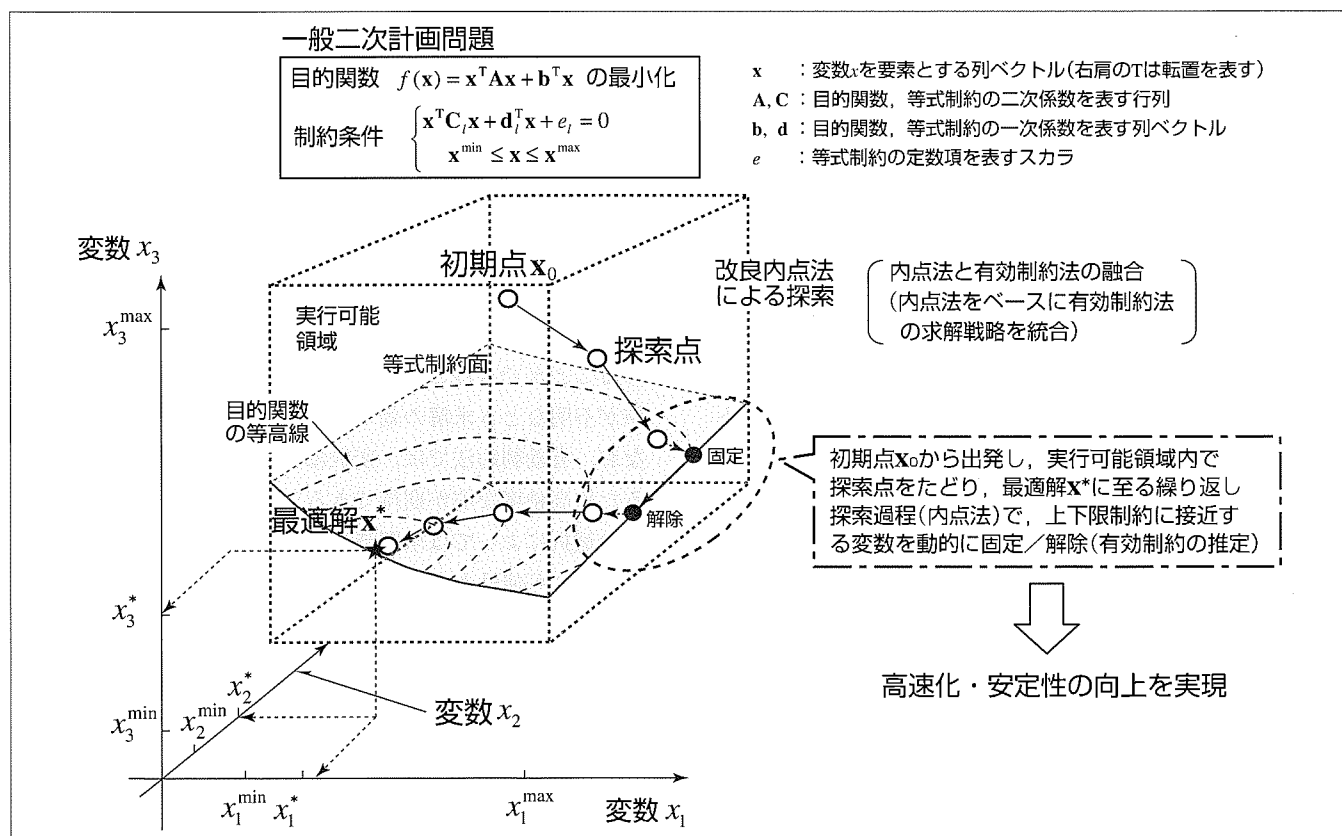 一般二次計画問題
目的関数 f(x) = xᵀAx + bᵀx の最小化
制約条件 { xᵀCₗx + dₗᵀx + eₗ = 0
x^min ≤ x ≤ x^max
x :変数xを要素とする列ベクトル(右肩のTは転置を表す)
A, C:目的関数,等式制約の二次係数を表す行列
b, d:目的関数,等式制約の一次係数を表す列ベクトル
e :等式制約の定数項を表すスカラ
変数 x₃
x₃^max
初期点x₀
実行可能
領域
等式制約面
探索点
目的関数
の等高線
固定
解除
最適解x*
改良内点法
による探索
内点法と有効制約法の融合
(内点法をベースに有効制約法
の求解戦略を統合)
初期点x₀から出発し,実行可能領域内で
探索点をたどり,最適解x*に至る繰り返し
探索過程(内点法)で,上下限制約に接近す
る変数を動的に固定/解除(有効制約の推定)
高速化・安定性の向上を実現
x₃*
x₃^min
x₂^min
x₂*
変数 x₂
x₁^min
x₁*
x₁^max
変数 x₁